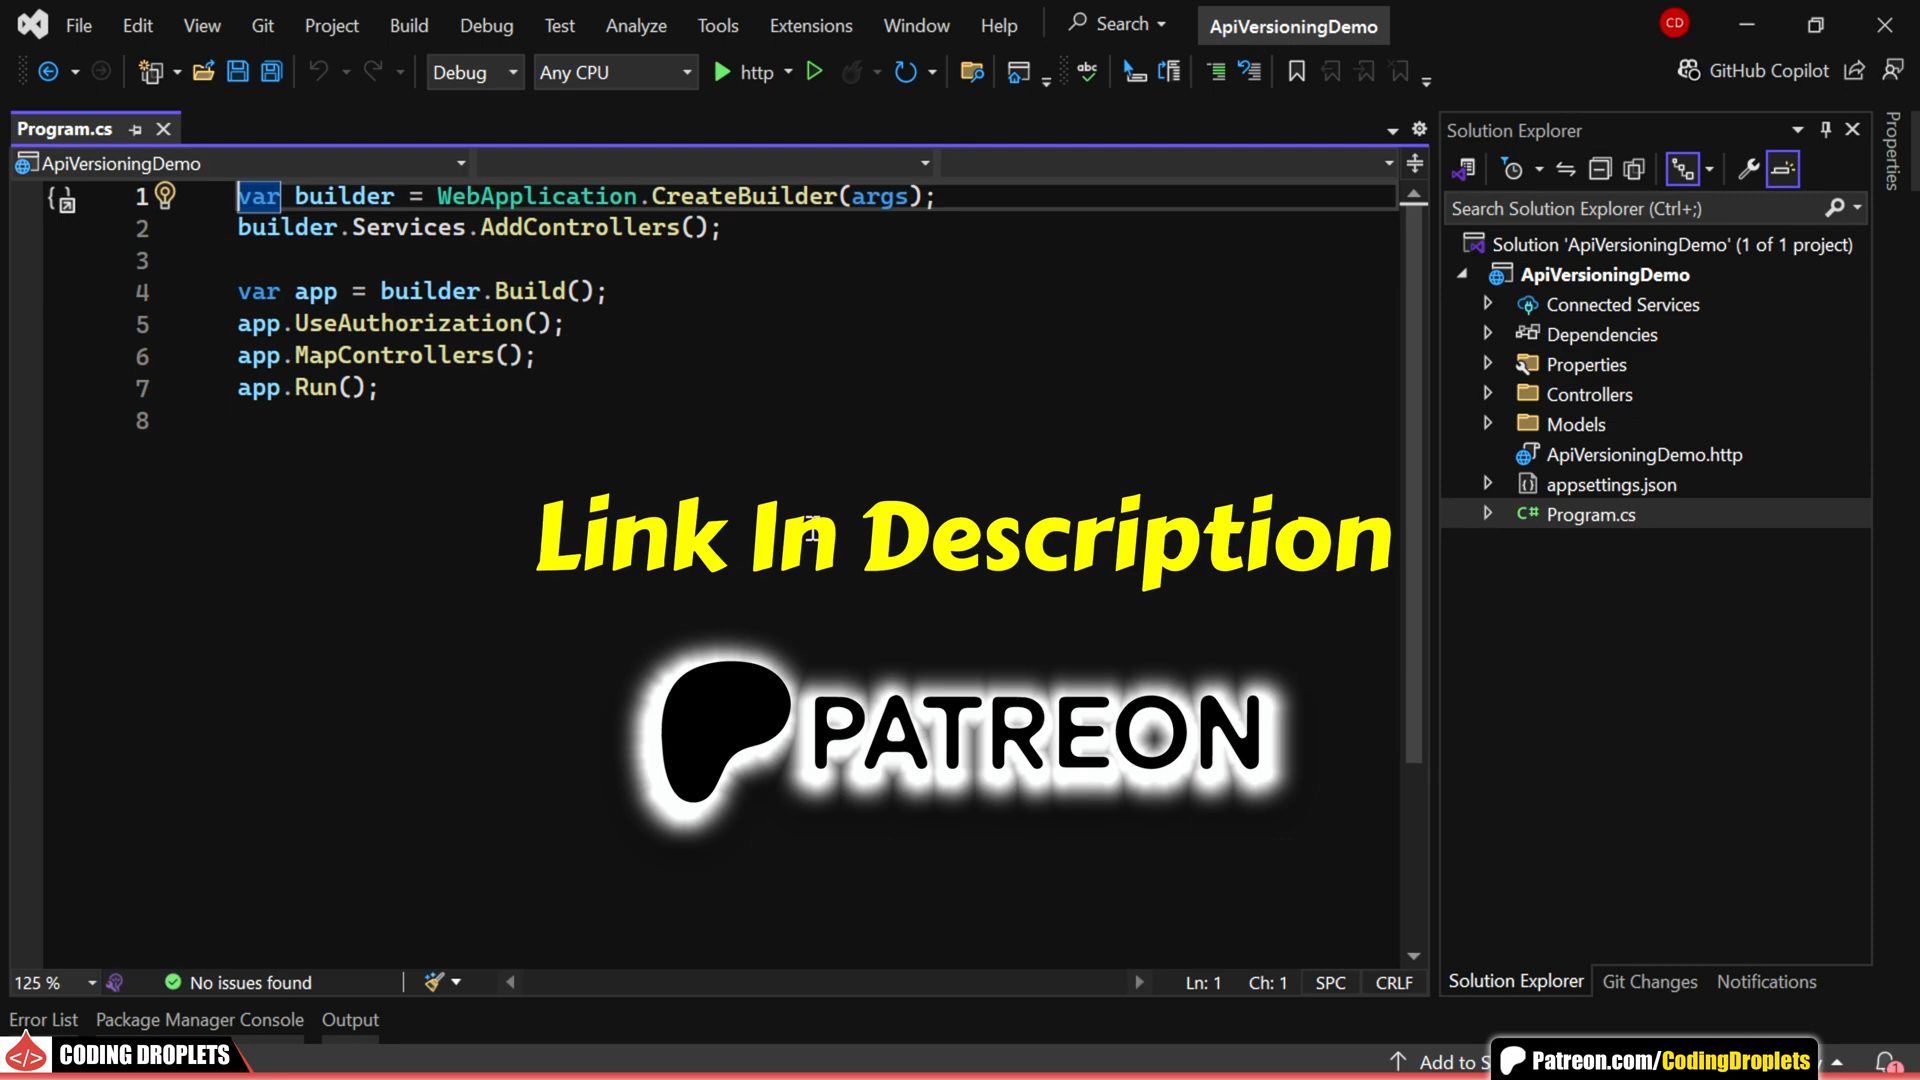 File Edit View Git Project Build Debug Test Analyze Tools Extensions Window Help Search ApiVersioningDemo CD
Debug Any CPU http abc GitHub Copilot
Program.cs
ApiVersioningDemo
1 var builder = WebApplication.CreateBuilder(args);
2 builder.Services.AddControllers();
3
4 var app = builder.Build();
5 app.UseAuthorization();
6 app.MapControllers();
7 app.Run();
8
Link In Description
PATREON
125 % No issues found Ln: 1 Ch: 1 SPC CRLF
Error List Package Manager Console Output
Solution Explorer
Search Solution Explorer (Ctrl+;)
Solution 'ApiVersioningDemo' (1 of 1 project)
ApiVersioningDemo
Connected Services
Dependencies
Properties
Controllers
Models
ApiVersioningDemo.http
appsettings.json
C# Program.cs
Solution Explorer Git Changes Notifications
Properties
</> CODING DROPLETS
Add to S
Patreon.com/CodingDroplets
1